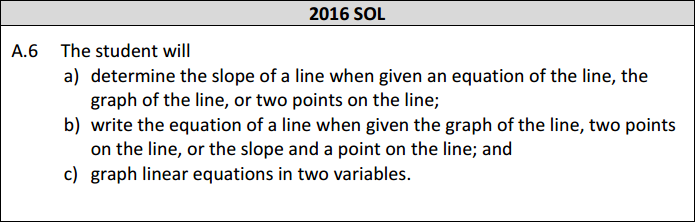 2016 SOL
A.6 The student will
a) determine the slope of a line when given an equation of the line, the
graph of the line, or two points on the line;
b) write the equation of a line when given the graph of the line, two points
on the line, or the slope and a point on the line; and
c) graph linear equations in two variables.